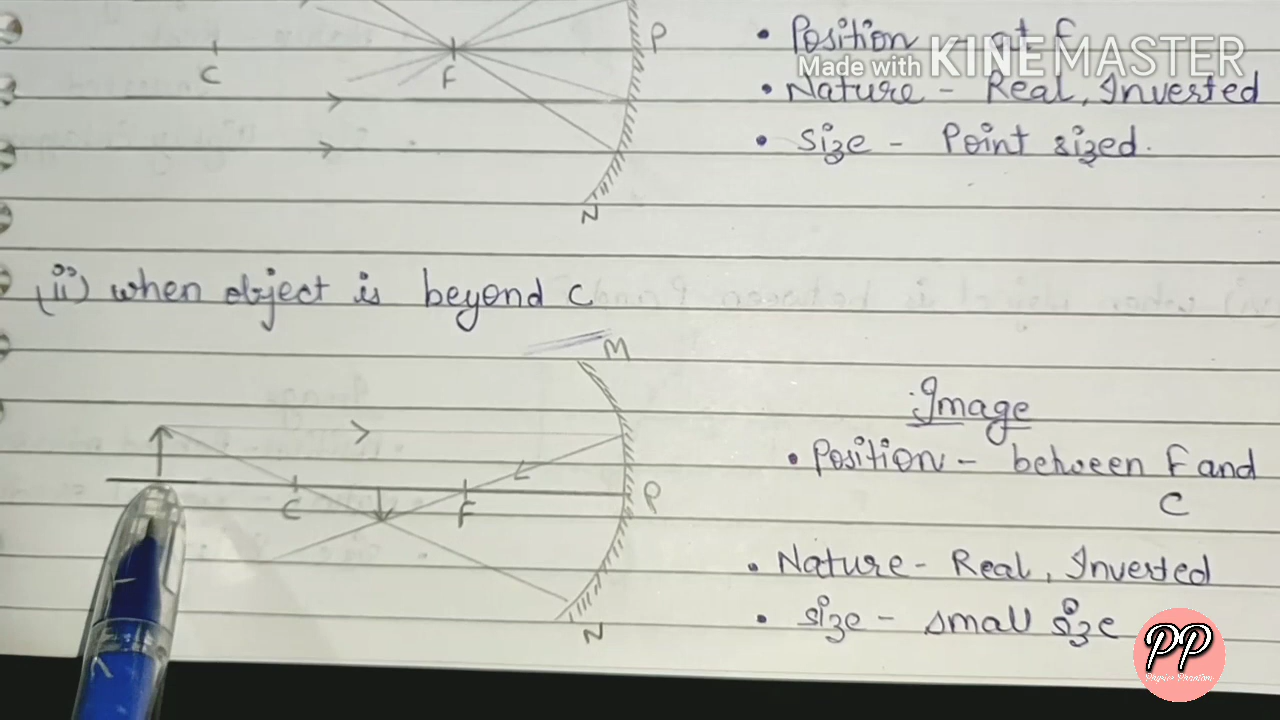 P
• Position - at F
Made with KINEMASTER
C
F
• Nature - Real, Inverted
• Size - Point sized.
N
(ii) when object is beyond C
M
Image
• Position - between F and
C
C
F
P
• Nature - Real, Inverted
• size - small size
N
PP